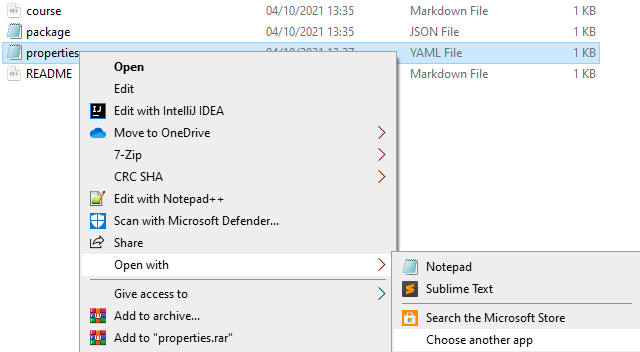 course 04/10/2021 13:35 Markdown File 1 KB
package 04/10/2021 13:35 JSON File 1 KB
properties YAML File 1 KB
README Markdown File 1 KB
Open
Edit
Edit with IntelliJ IDEA
Move to OneDrive
7-Zip
CRC SHA
Edit with Notepad++
Scan with Microsoft Defender...
Share
Open with
Give access to
Add to archive...
Add to "properties.rar"
Notepad
Sublime Text
Search the Microsoft Store
Choose another app